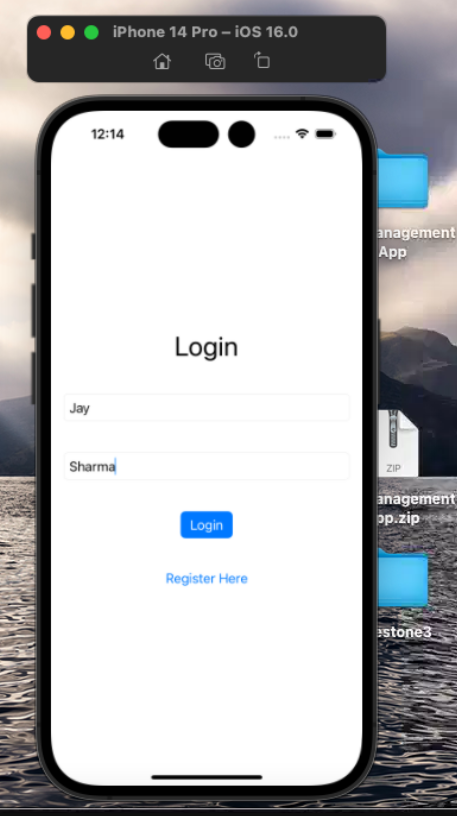 iPhone 14 Pro – iOS 16.0
12:14
anagement
App
Login
Jay
Sharma
ZIP
anagement
pp.zip
Login
Register Here
estone3